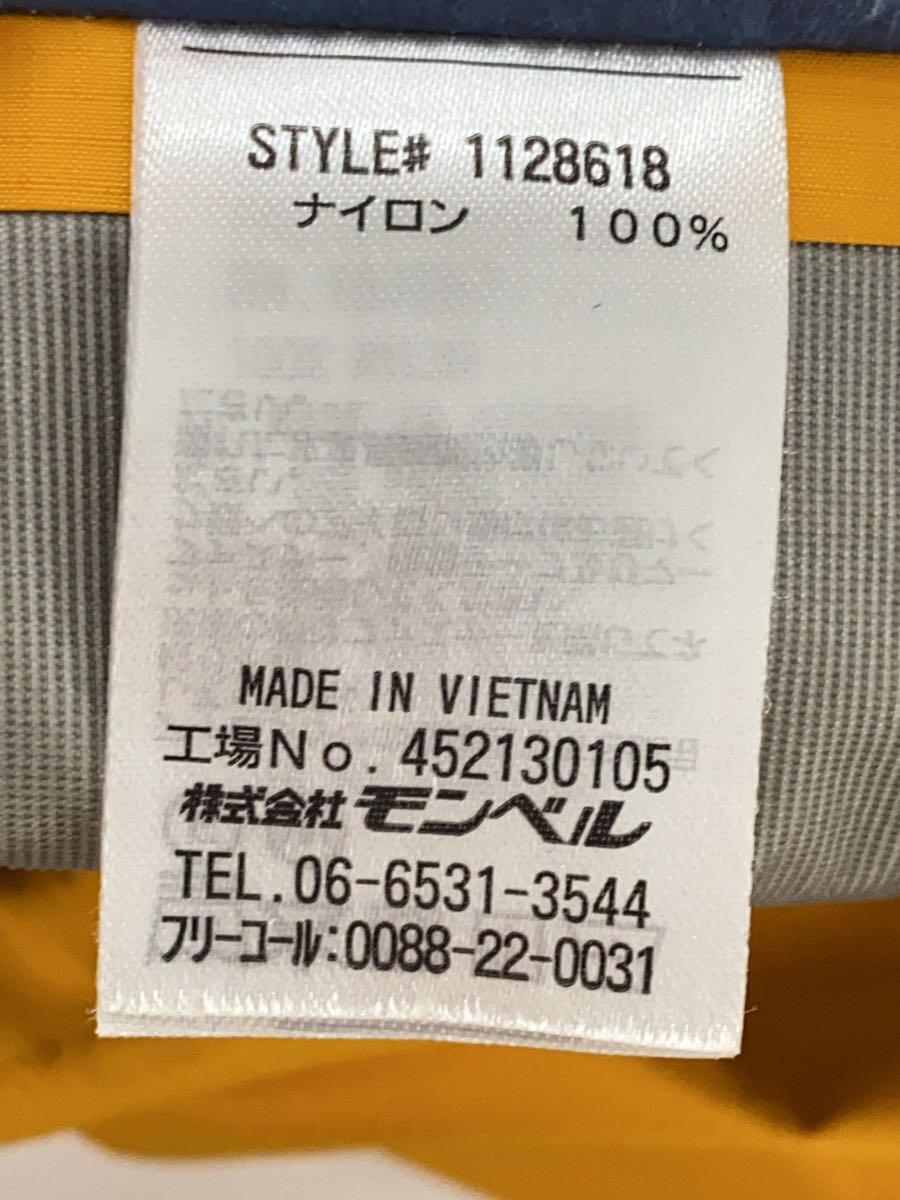 STYLE# 1128618
ナイロン 100%
MADE IN VIETNAM
工場No. 452130105
株式会社モンベル
TEL.06-6531-3544
フリーコール:0088-22-0031